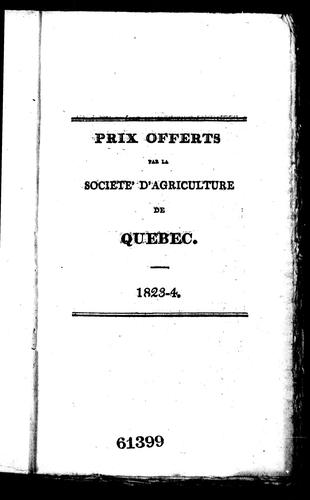 PRIX OFFERTS
PAR LA
SOCIETE' D'AGRICULTURE
DE
QUEBEC.
1823-4.
61399